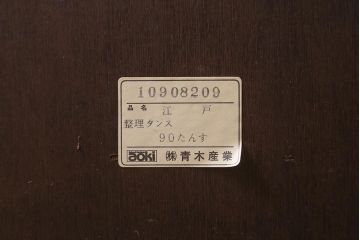 10908209
品名 江戸
整理タンス
90たんす
aoki ㈱青木産業